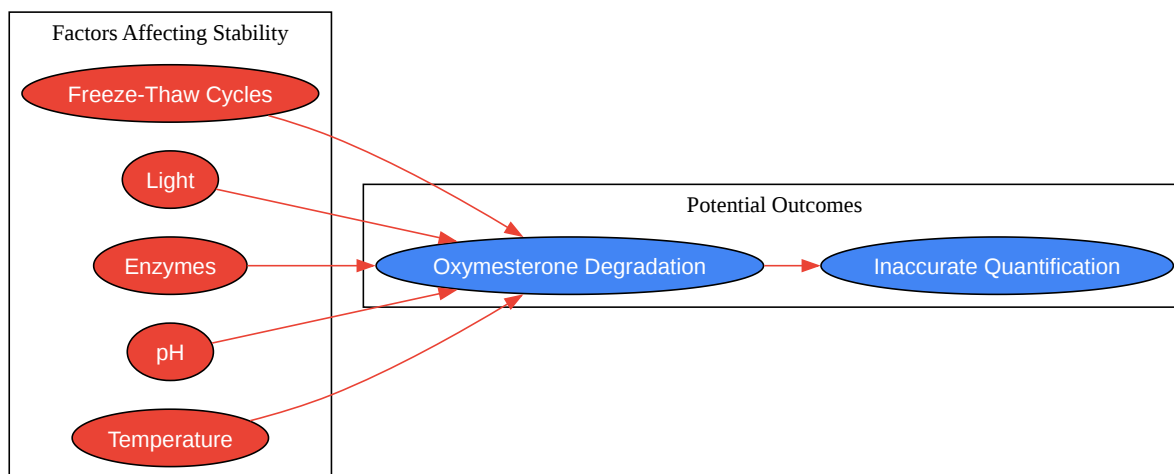 Factors Affecting Stability
Freeze-Thaw Cycles
Light
Enzymes
pH
Temperature
Potential Outcomes
Oxymesterone Degradation
Inaccurate Quantification